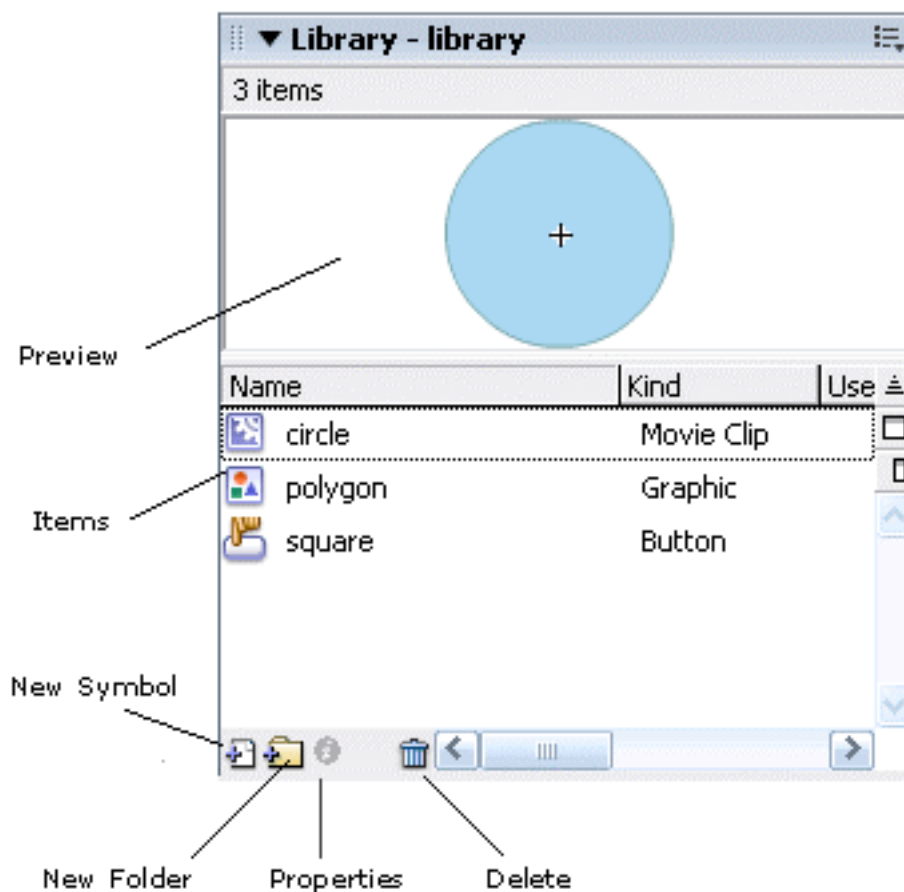 Library - library
3 items
Preview
Name Kind Use
circle Movie Clip
polygon Graphic
Items
square Button
New Symbol
New Folder Properties Delete